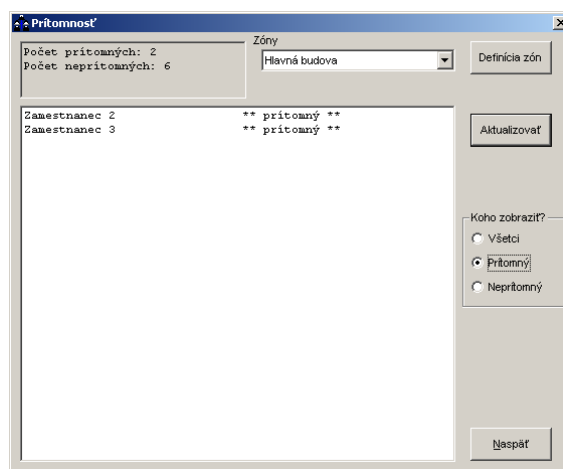 Prítomnosť
Počet prítomných: 2
Počet neprítomných: 6
Zóny
Hlavná budova
Definícia zón
Zamestnanec 2 ** prítomný **
Zamestnanec 3 ** prítomný **
Aktualizovať
Koho zobraziť?
Všetci
Prítomný
Neprítomný
Naspäť